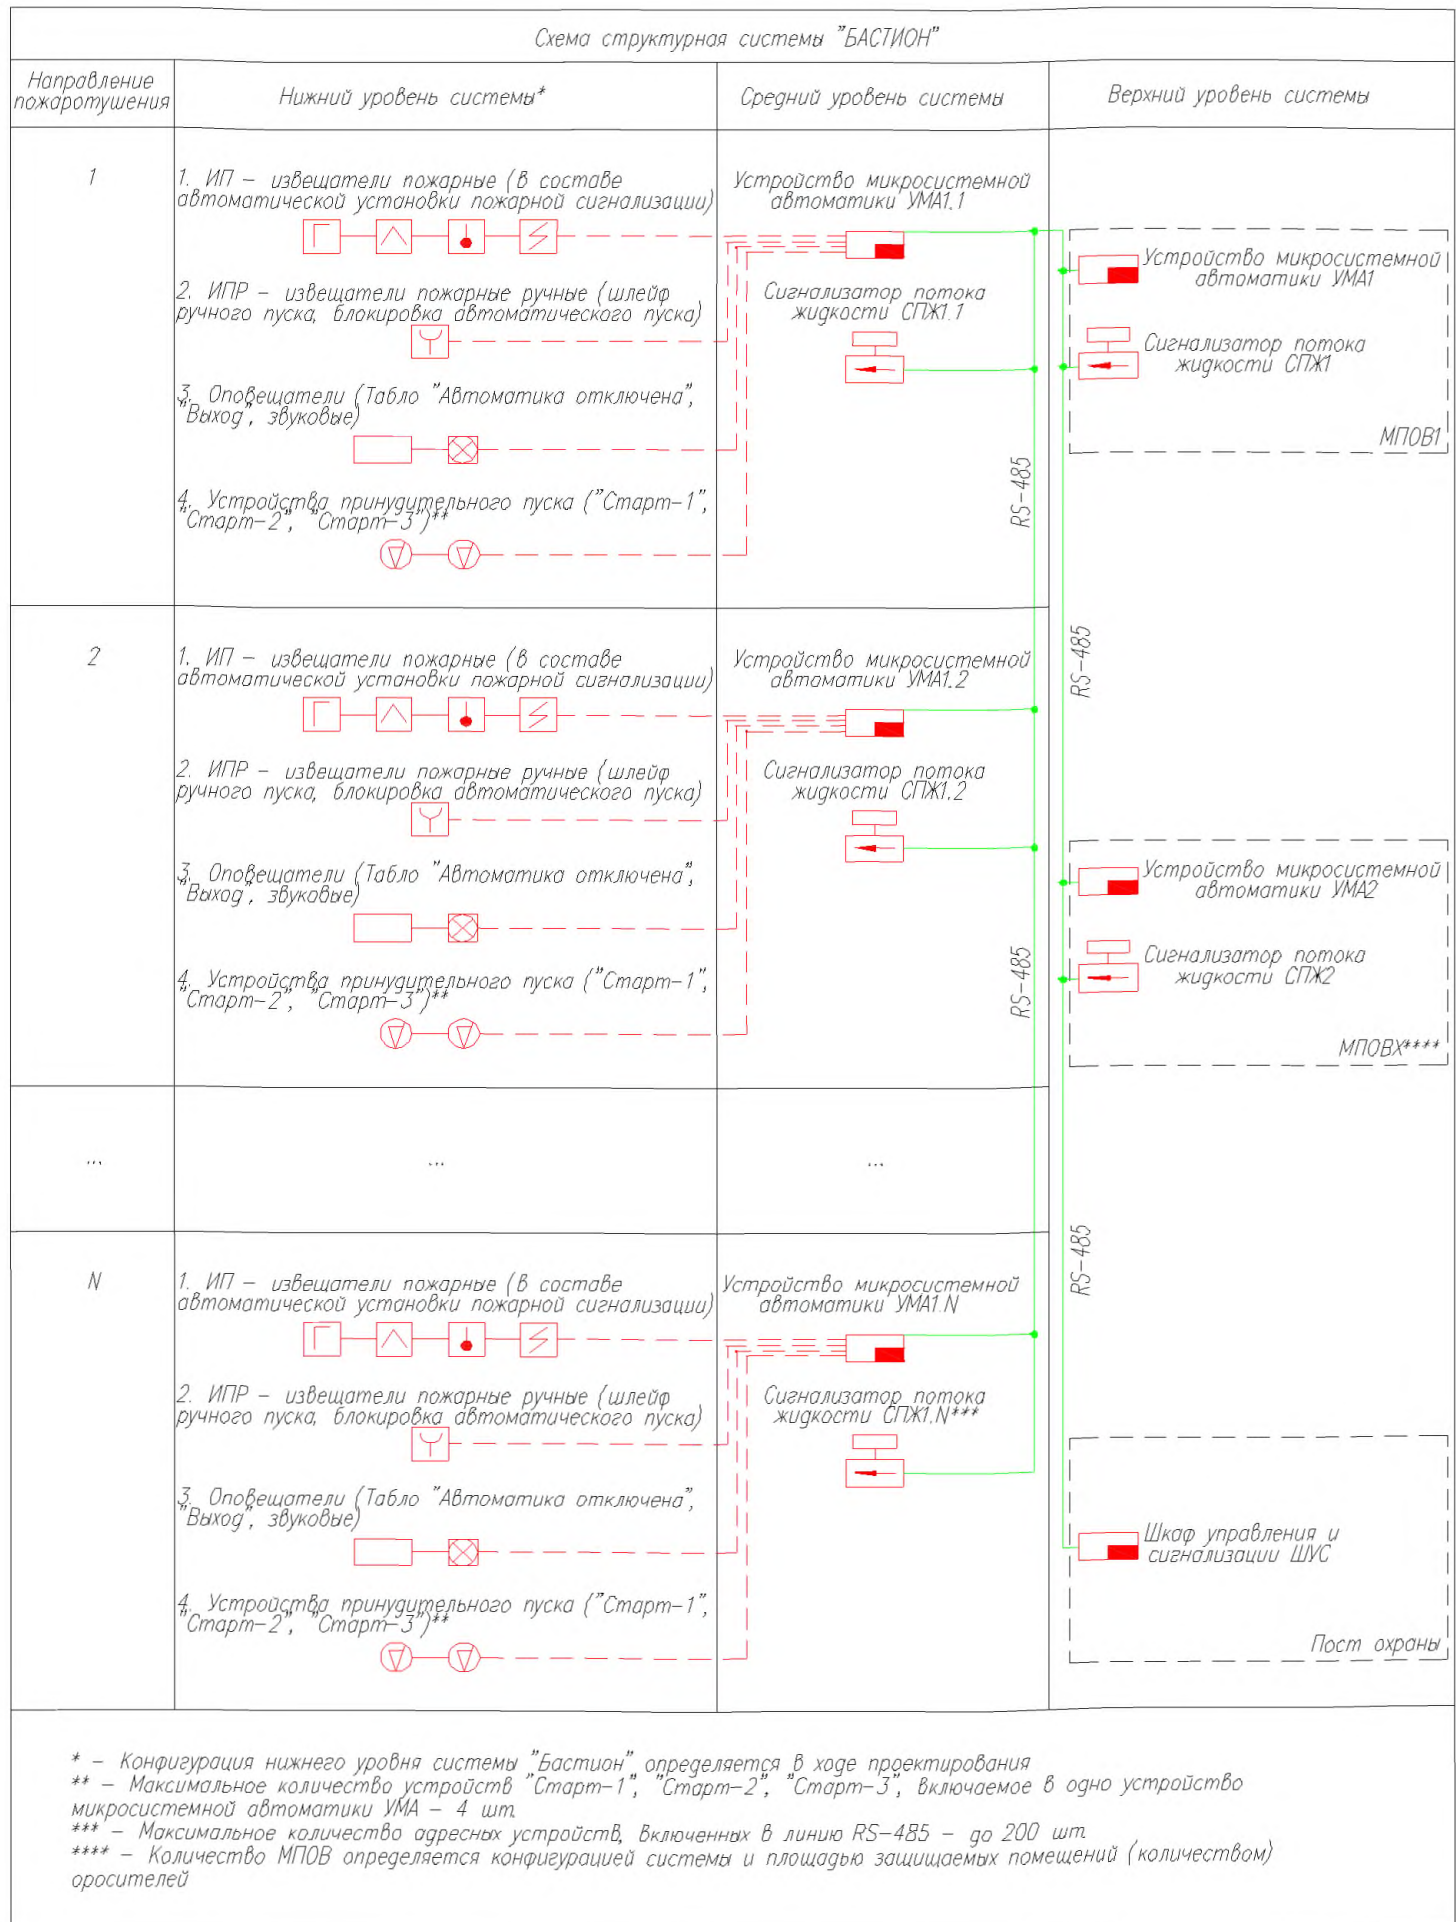 Схема структурная системы "БАСТИОН"
Направление
пожаротушения
Нижний уровень системы*
Средний уровень системы
Верхний уровень системы
1
1. ИП – извещатели пожарные (в составе
автоматической установки пожарной сигнализации)
2. ИПР – извещатели пожарные ручные (шлейф
ручного пуска, блокировка автоматического пуска)
3. Оповещатели (Табло "Автоматика отключена",
"Выход", звуковые)
4. Устройства принудительного пуска ("Старт–1",
"Старт–2", "Старт–3")**
Устройство микросистемной
автоматики УМА1.1
Сигнализатор потока
жидкости СПЖ1.1
RS–485
Устройство микросистемной
автоматики УМА1
Сигнализатор потока
жидкости СПЖ1
МПОВ1
RS–485
2
1. ИП – извещатели пожарные (в составе
автоматической установки пожарной сигнализации)
2. ИПР – извещатели пожарные ручные (шлейф
ручного пуска, блокировка автоматического пуска)
3. Оповещатели (Табло "Автоматика отключена",
"Выход", звуковые)
4. Устройства принудительного пуска ("Старт–1",
"Старт–2", "Старт–3")**
Устройство микросистемной
автоматики УМА1.2
Сигнализатор потока
жидкости СПЖ1.2
RS–485
Устройство микросистемной
автоматики УМА2
Сигнализатор потока
жидкости СПЖ2
МПОВХ****
...
...
...
RS–485
N
1. ИП – извещатели пожарные (в составе
автоматической установки пожарной сигнализации)
2. ИПР – извещатели пожарные ручные (шлейф
ручного пуска, блокировка автоматического пуска)
3. Оповещатели (Табло "Автоматика отключена",
"Выход", звуковые)
4. Устройства принудительного пуска ("Старт–1",
"Старт–2", "Старт–3")**
Устройство микросистемной
автоматики УМА1.N
Сигнализатор потока
жидкости СПЖ1.N***
Шкаф управления и
сигнализации ШУС
Пост охраны
* – Конфигурация нижнего уровня системы "Бастион" определяется в ходе проектирования
** – Максимальное количество устройств "Старт–1", "Старт–2", "Старт–3", включаемое в одно устройство
микросистемной автоматики УМА – 4 шт.
*** – Максимальное количество адресных устройств, включенных в линию RS–485 – до 200 шт.
**** – Количество МПОВ определяется конфигурацией системы и площадью защищаемых помещений (количеством)
оросителей